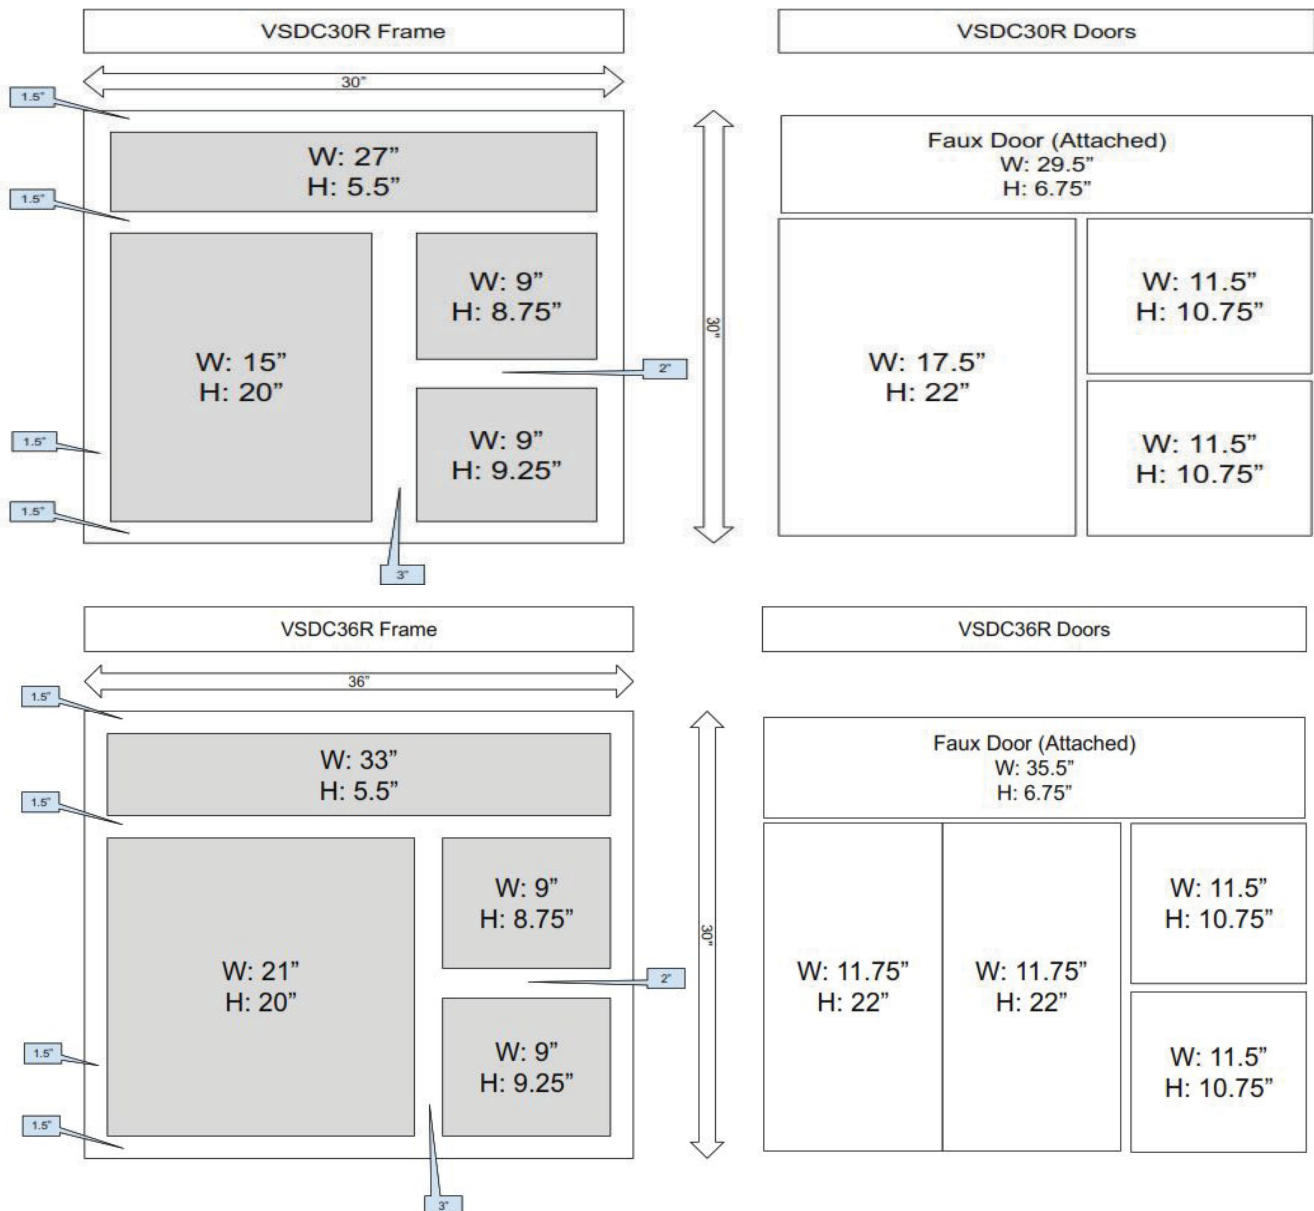 VSDC30R Frame
VSDC30R Doors
30”
1.5”
W: 27”
H: 5.5”
Faux Door (Attached)
W: 29.5”
H: 6.75”
1.5”
W: 15”
H: 20”
W: 9”
H: 8.75”
2”
W: 9”
H: 9.25”
30”
W: 17.5”
H: 22”
W: 11.5”
H: 10.75”
W: 11.5”
H: 10.75”
1.5”
1.5”
3”
VSDC36R Frame
VSDC36R Doors
36”
1.5”
W: 33”
H: 5.5”
Faux Door (Attached)
W: 35.5”
H: 6.75”
1.5”
W: 21”
H: 20”
W: 9”
H: 8.75”
2”
W: 9”
H: 9.25”
30”
W: 11.75”
H: 22”
W: 11.75”
H: 22”
W: 11.5”
H: 10.75”
W: 11.5”
H: 10.75”
1.5”
1.5”
3”